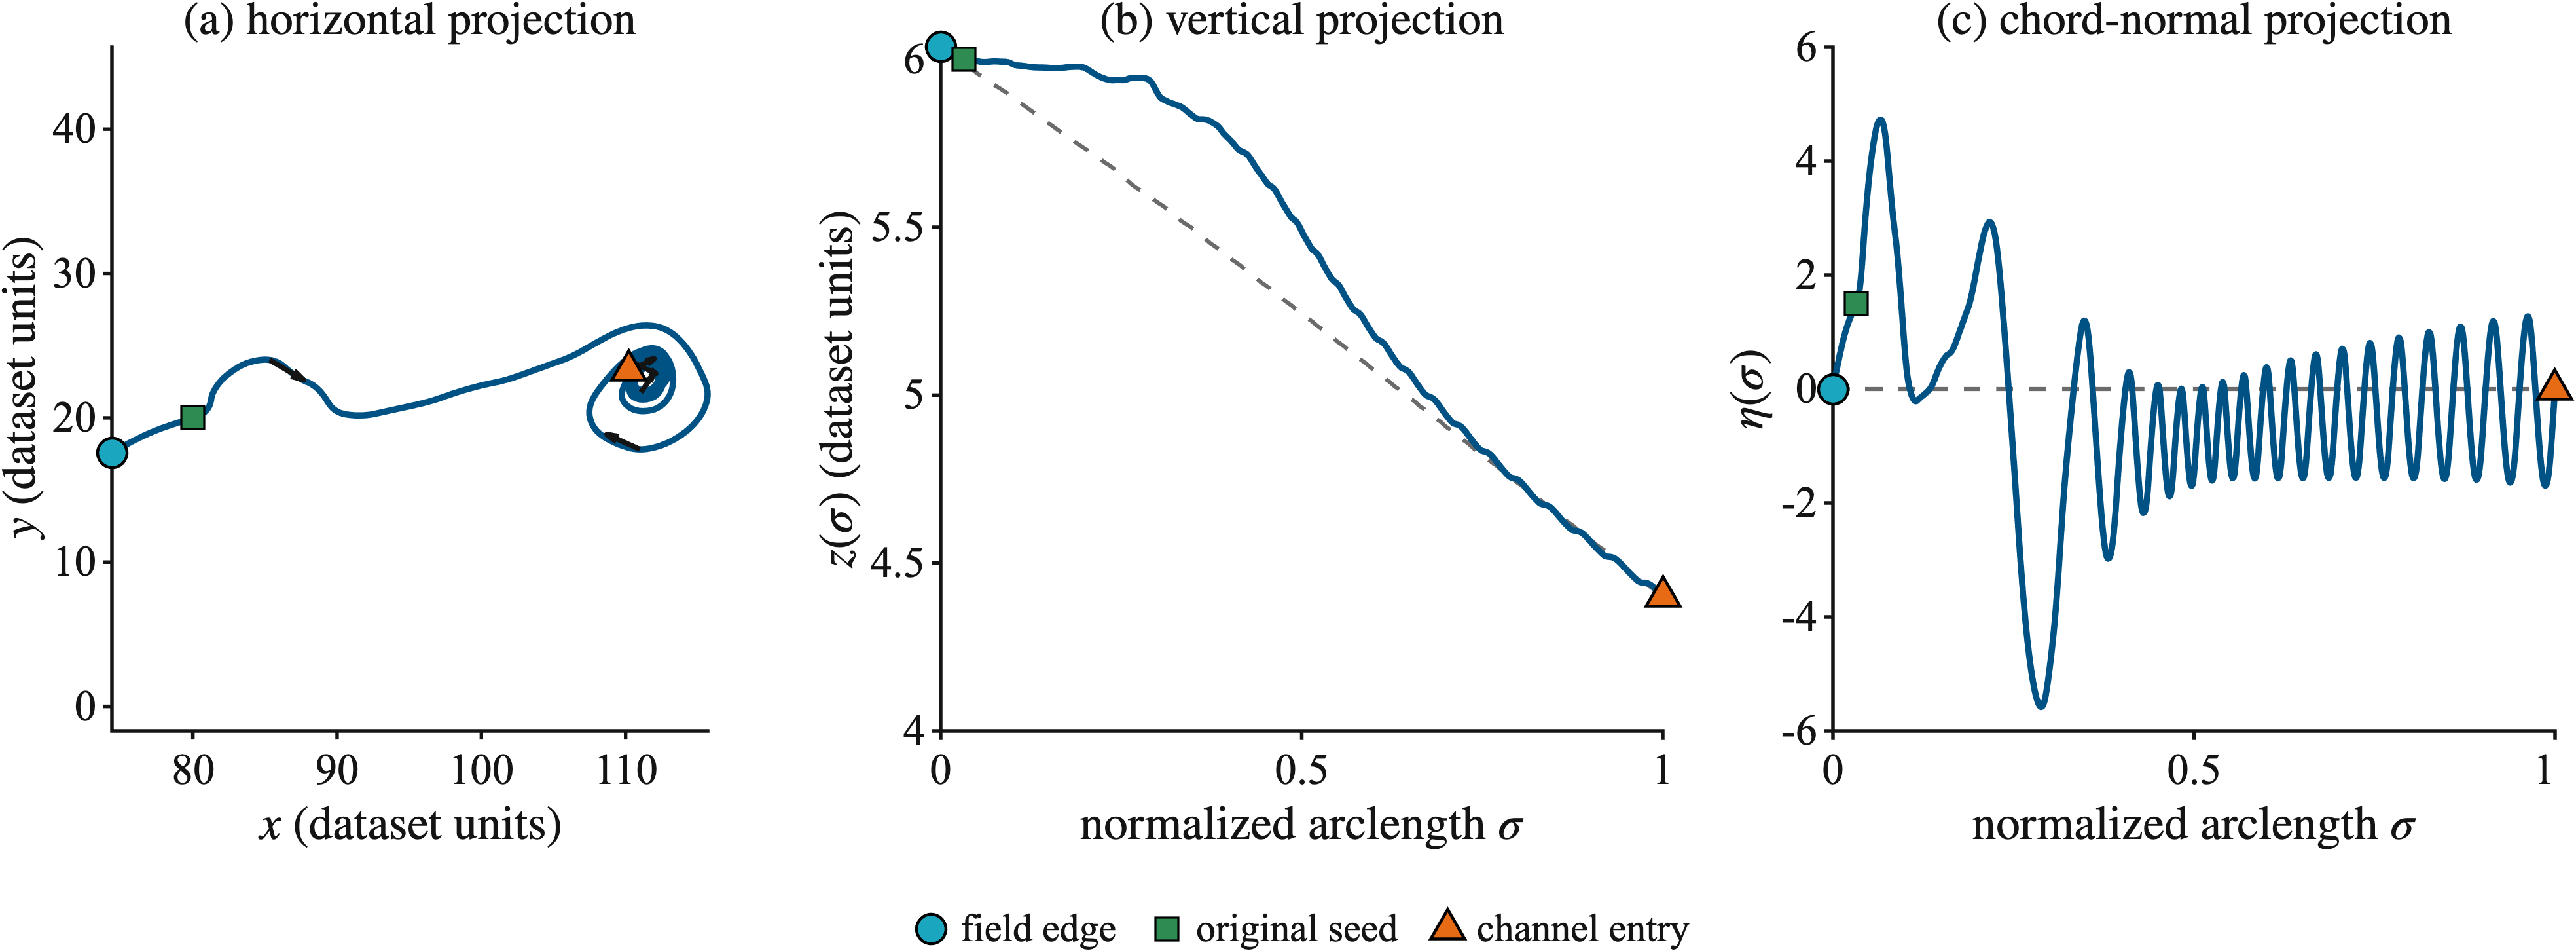 (a) horizontal projection
40
30
20
10
0
y (dataset units)
80 90 100 110
x (dataset units)
(b) vertical projection
6
5.5
5
4.5
4
z(σ) (dataset units)
0 0.5 1
normalized arclength σ
(c) chord-normal projection
6
4
2
0
-2
-4
-6
η(σ)
0 0.5 1
normalized arclength σ
field edge original seed channel entry